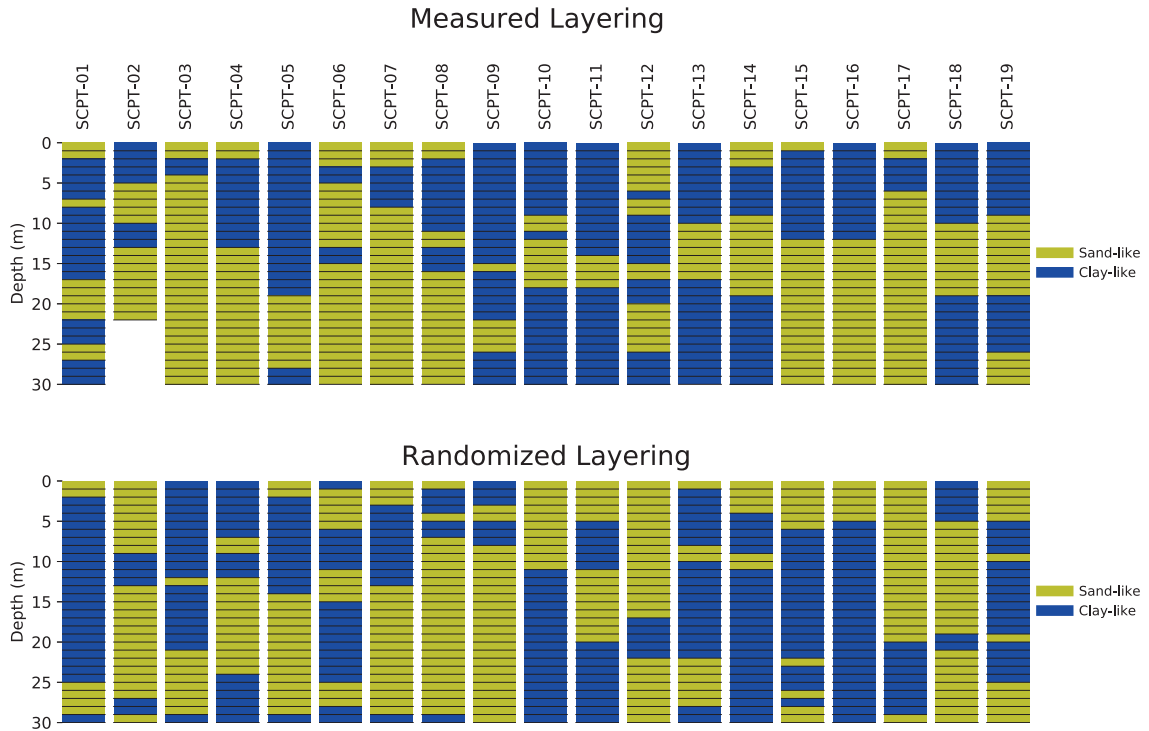 Measured Layering
SCPT-01
SCPT-02
SCPT-03
SCPT-04
SCPT-05
SCPT-06
SCPT-07
SCPT-08
SCPT-09
SCPT-10
SCPT-11
SCPT-12
SCPT-13
SCPT-14
SCPT-15
SCPT-16
SCPT-17
SCPT-18
SCPT-19
Depth (m)
0
5
10
15
20
25
30
Sand-like
Clay-like
Randomized Layering
Depth (m)
0
5
10
15
20
25
30
Sand-like
Clay-like